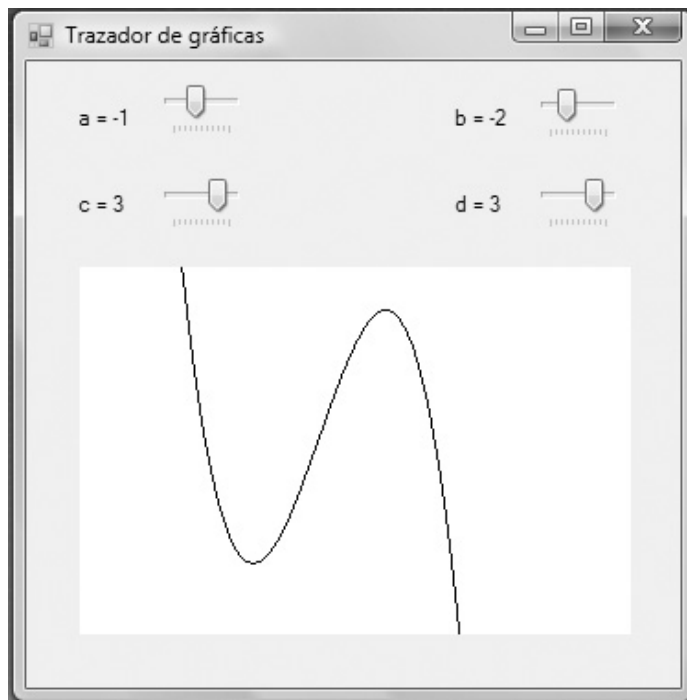 Trazador de gráficas
a = -1
b = -2
c = 3
d = 3